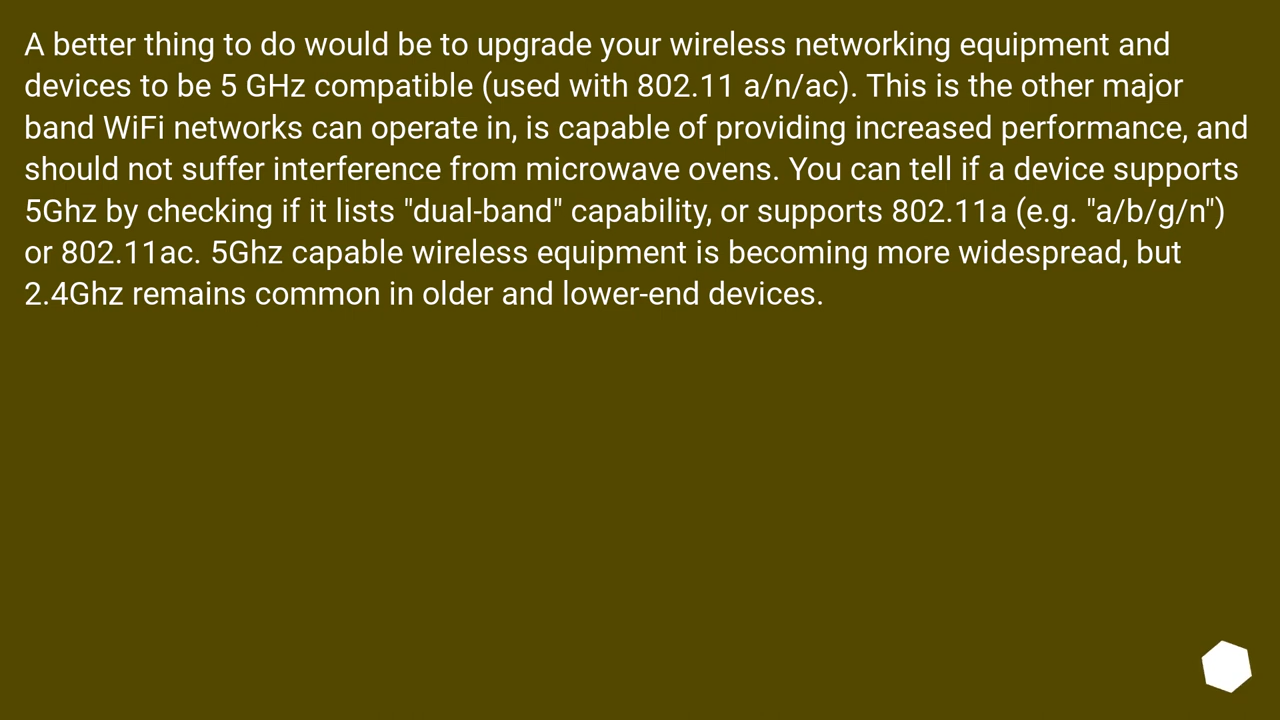 A better thing to do would be to upgrade your wireless networking equipment and
devices to be 5 GHz compatible (used with 802.11 a/n/ac). This is the other major
band WiFi networks can operate in, is capable of providing increased performance, and
should not suffer interference from microwave ovens. You can tell if a device supports
5Ghz by checking if it lists "dual-band" capability, or supports 802.11a (e.g. "a/b/g/n")
or 802.11ac. 5Ghz capable wireless equipment is becoming more widespread, but
2.4Ghz remains common in older and lower-end devices.